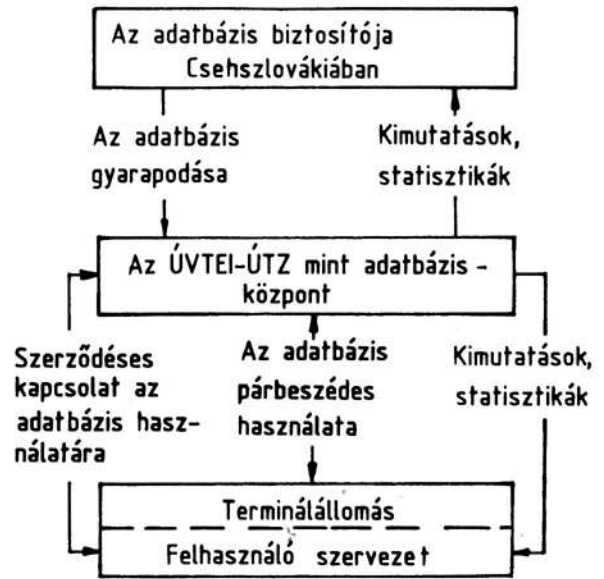 Az adatbázis biztosítója
Csehszlovákiában
Az adatbázis
gyarapodása
Kimutatások,
statisztikák
Az ÚVTEI-ÚTZ mint adatbázis -
központ
Szerződéses
kapcsolat az
adatbázis hasz-
nálatára
Az adatbázis
párbeszédes
használata
Kimutatások,
statisztikák
Terminálállomás
Felhasználó szervezet